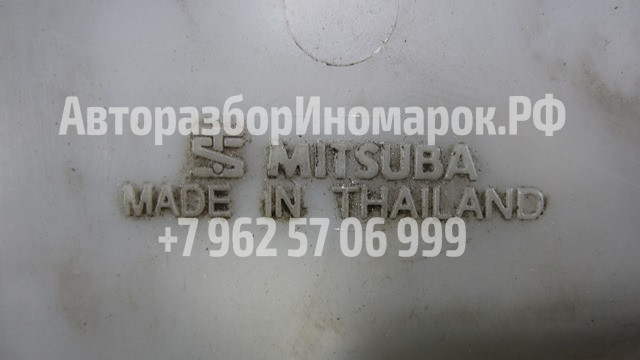 АвторазборИномарок.РФ
MITSUBA
MADE IN THAILAND
+7 962 57 06 999